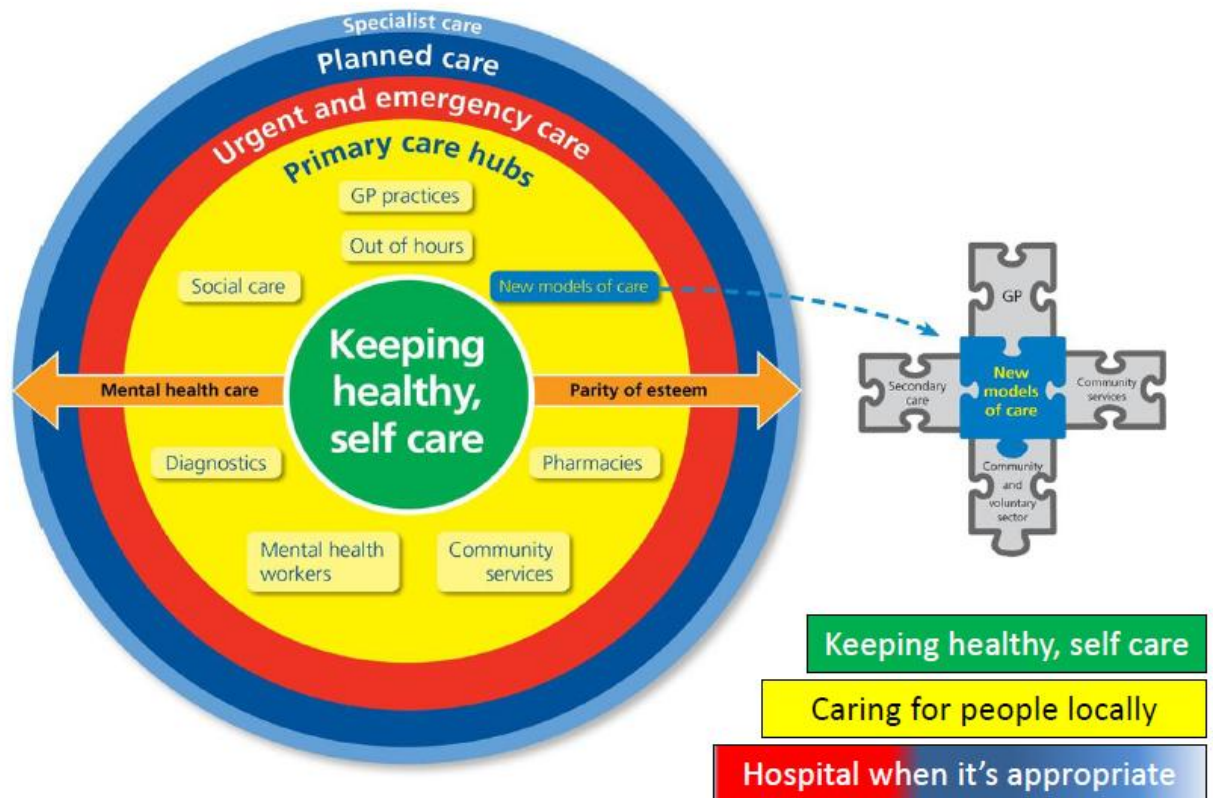 Specialist care
Planned care
Urgent and emergency care
Primary care hubs
GP practices
Out of hours
Social care
New models of care
Keeping
healthy,
self care
Mental health care
Parity of esteem
Diagnostics
Pharmacies
Mental health
workers
Community
services
GP
Secondary
care
New
models
of care
Community
services
Community
and
voluntary
sector
Keeping healthy, self care
Caring for people locally
Hospital when it's appropriate